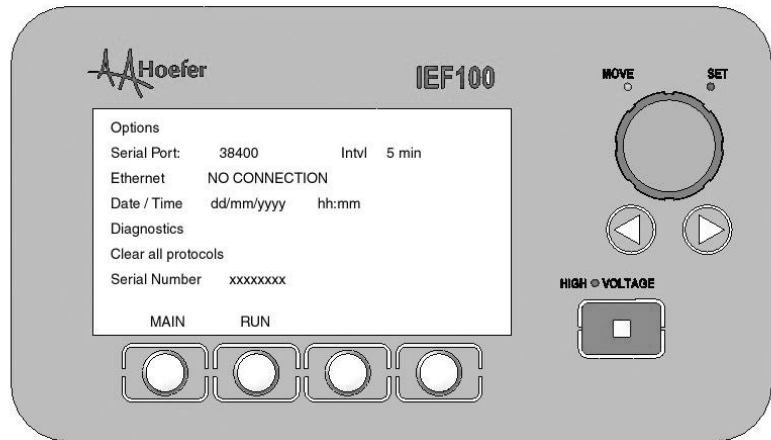 Hoefer
IEF100
MOVE SET
Options
Serial Port: 38400 Intvl 5 min
Ethernet NO CONNECTION
Date / Time dd/mm/yyyy hh:mm
Diagnostics
Clear all protocols
Serial Number xxxxxxxx
MAIN RUN
HIGH VOLTAGE